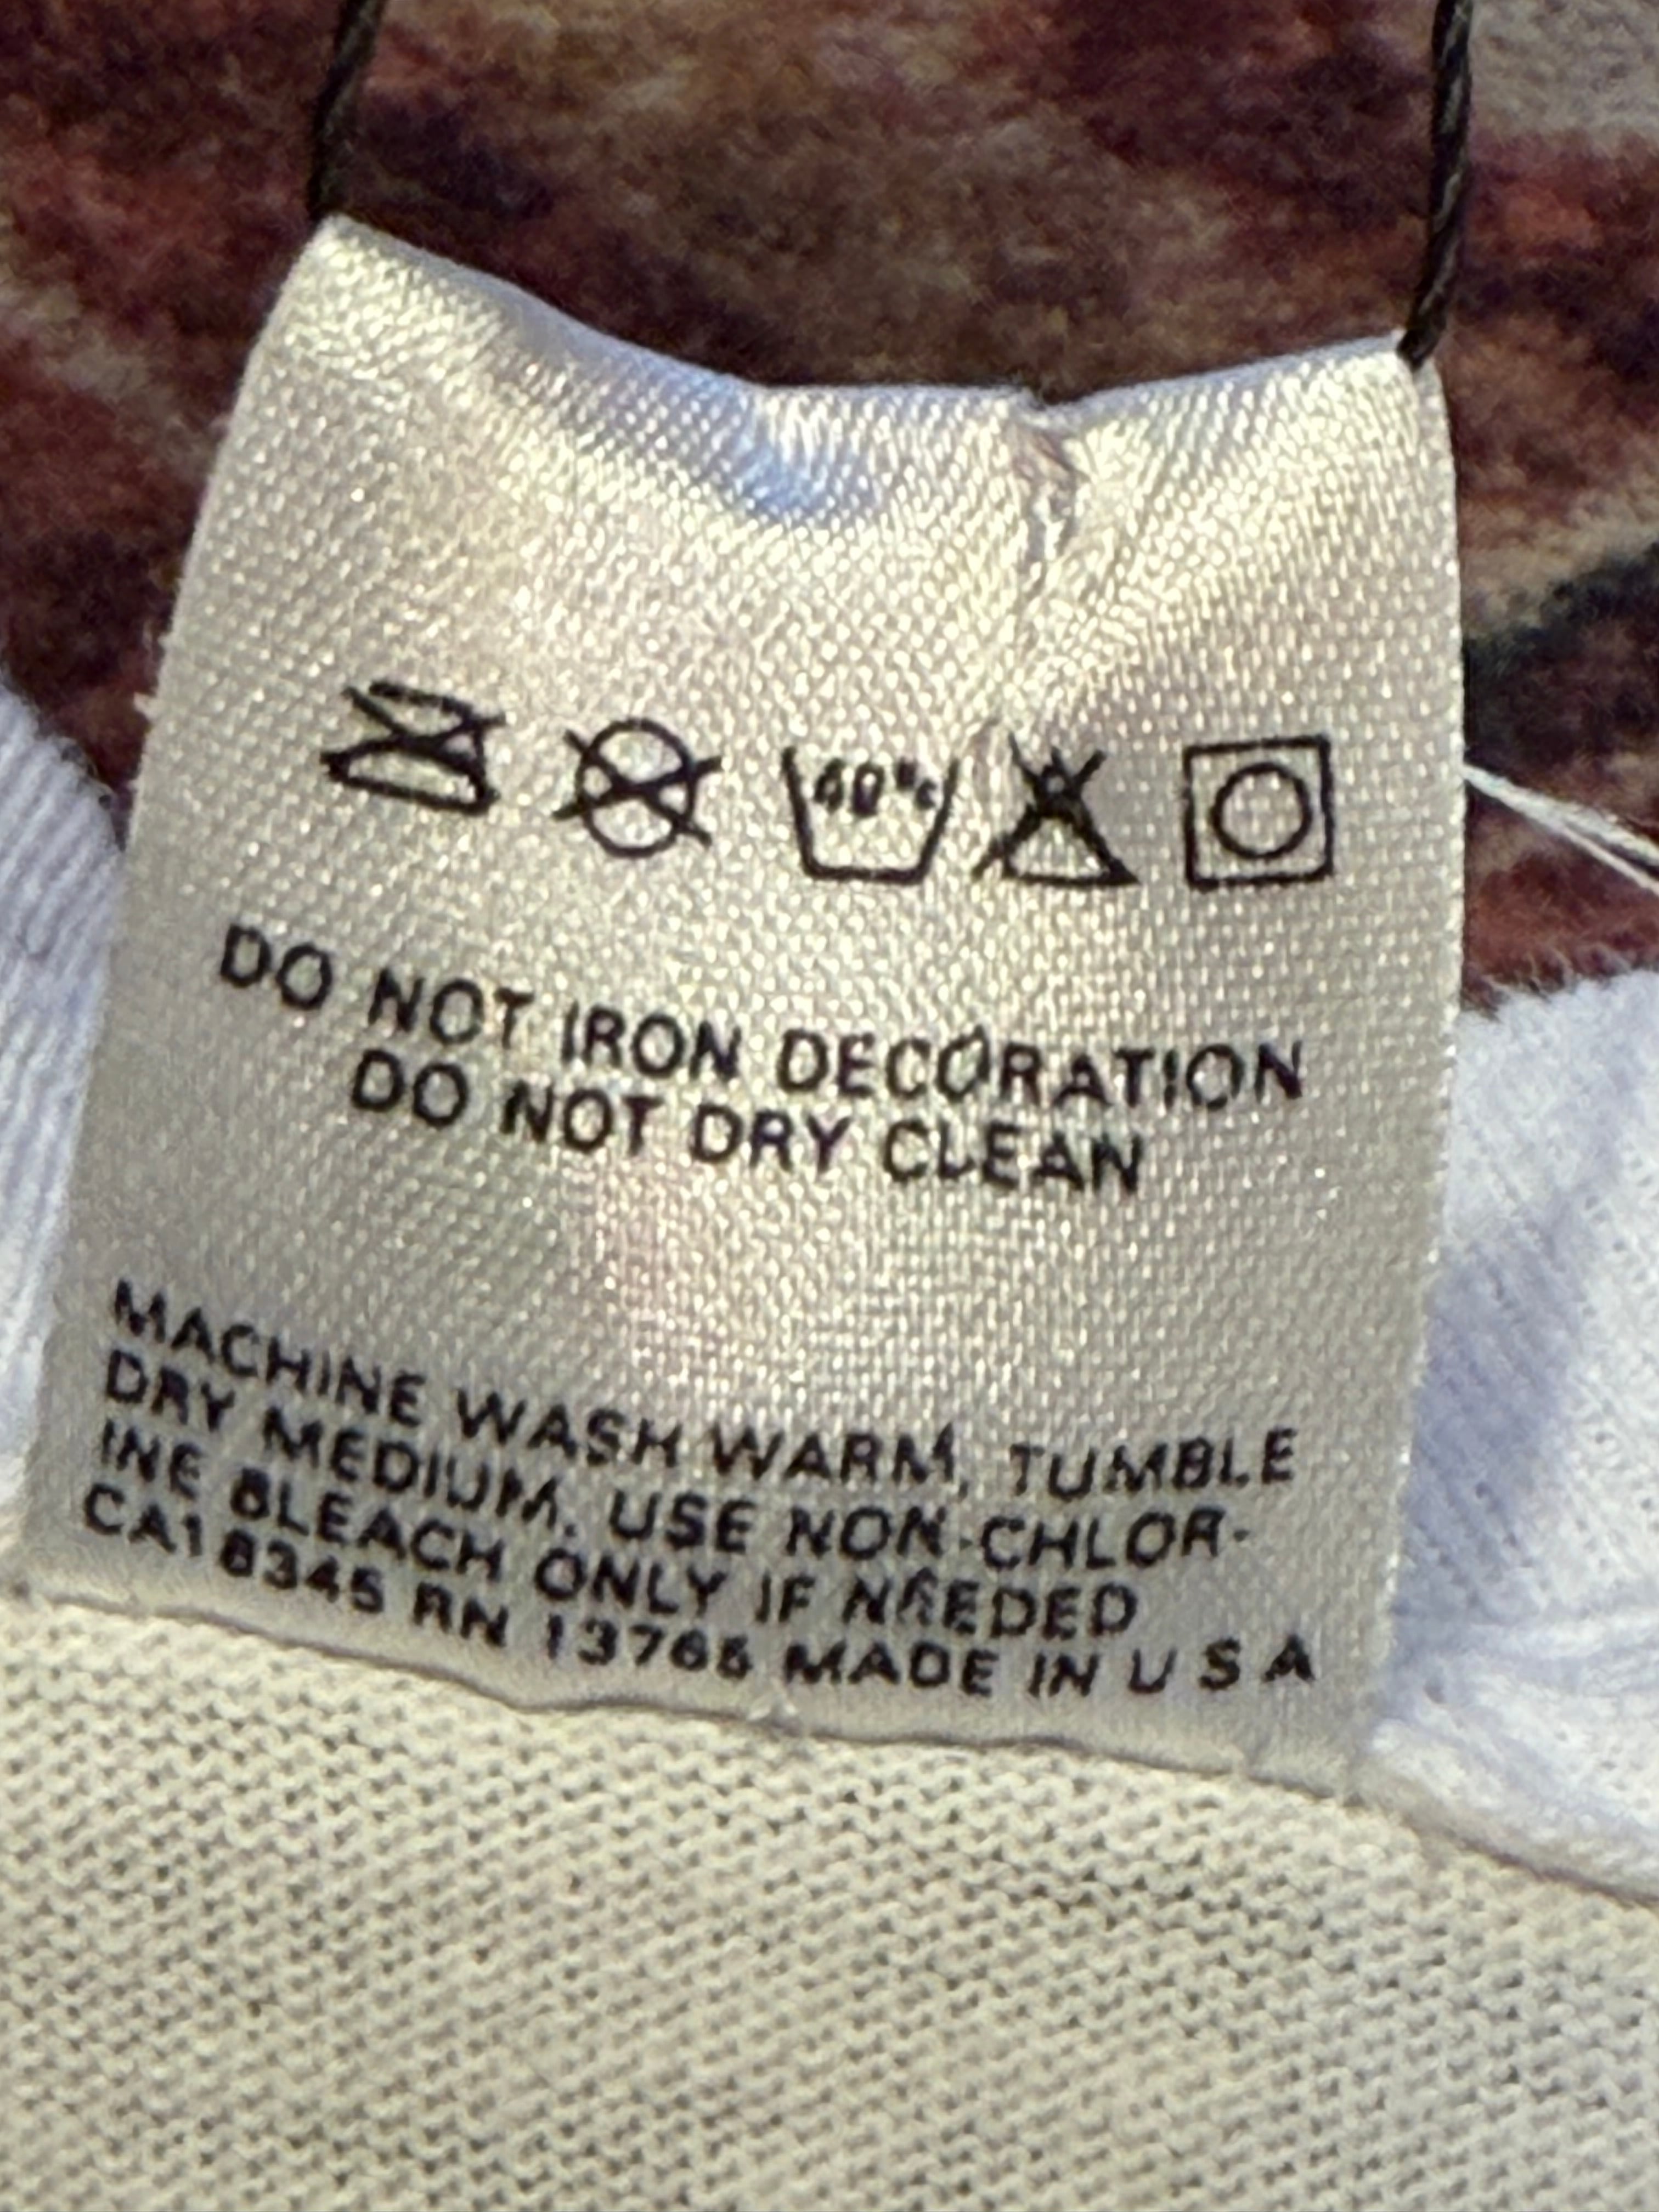 40°C
DO NOT IRON DECORATION
DO NOT DRY CLEAN
MACHINE WASH WARM, TUMBLE
DRY MEDIUM. USE NON-CHLOR-
INE BLEACH ONLY IF NEEDED
CA18345 RN 13765 MADE IN U S A